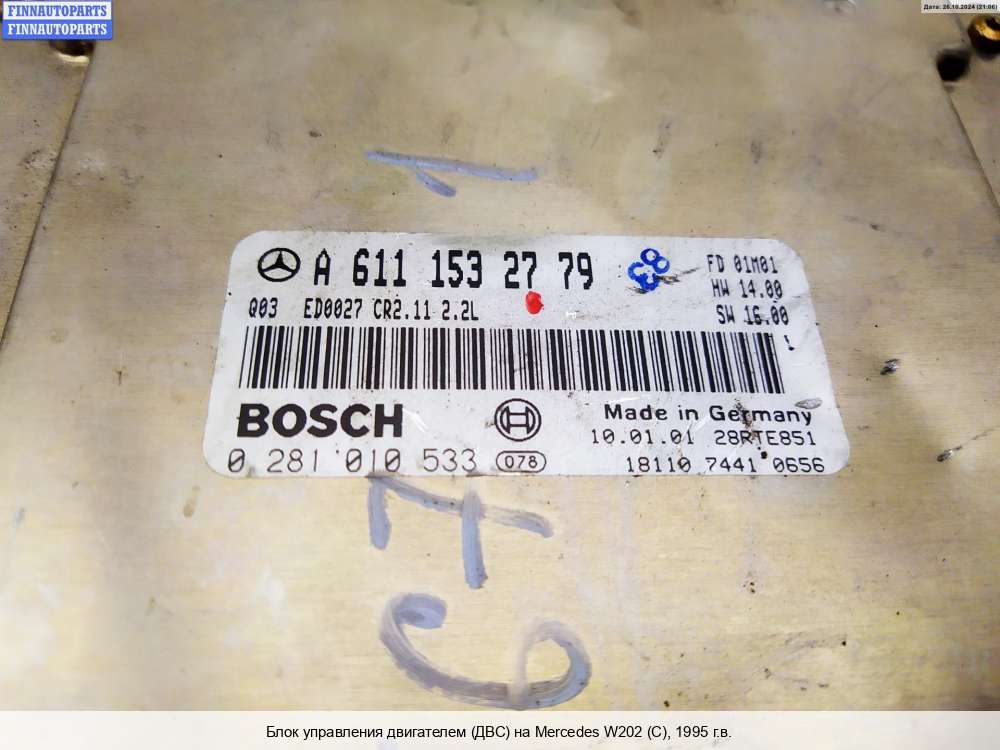 FINNAUTOPARTS
FINNAUTOPARTS
Дата: 26.10.2024 (21:06)
1
A 611 153 27 79
83
FD 01M01
HW 14.00
SW 16.00
Q03 ED0027 CR2.11 2.2L
BOSCH
Made in Germany
10.01.01 28RTE851
0 281 010 533 078
18110 7441 0656
Блок управления двигателем (ДВС) на Mercedes W202 (C), 1995 г.в.